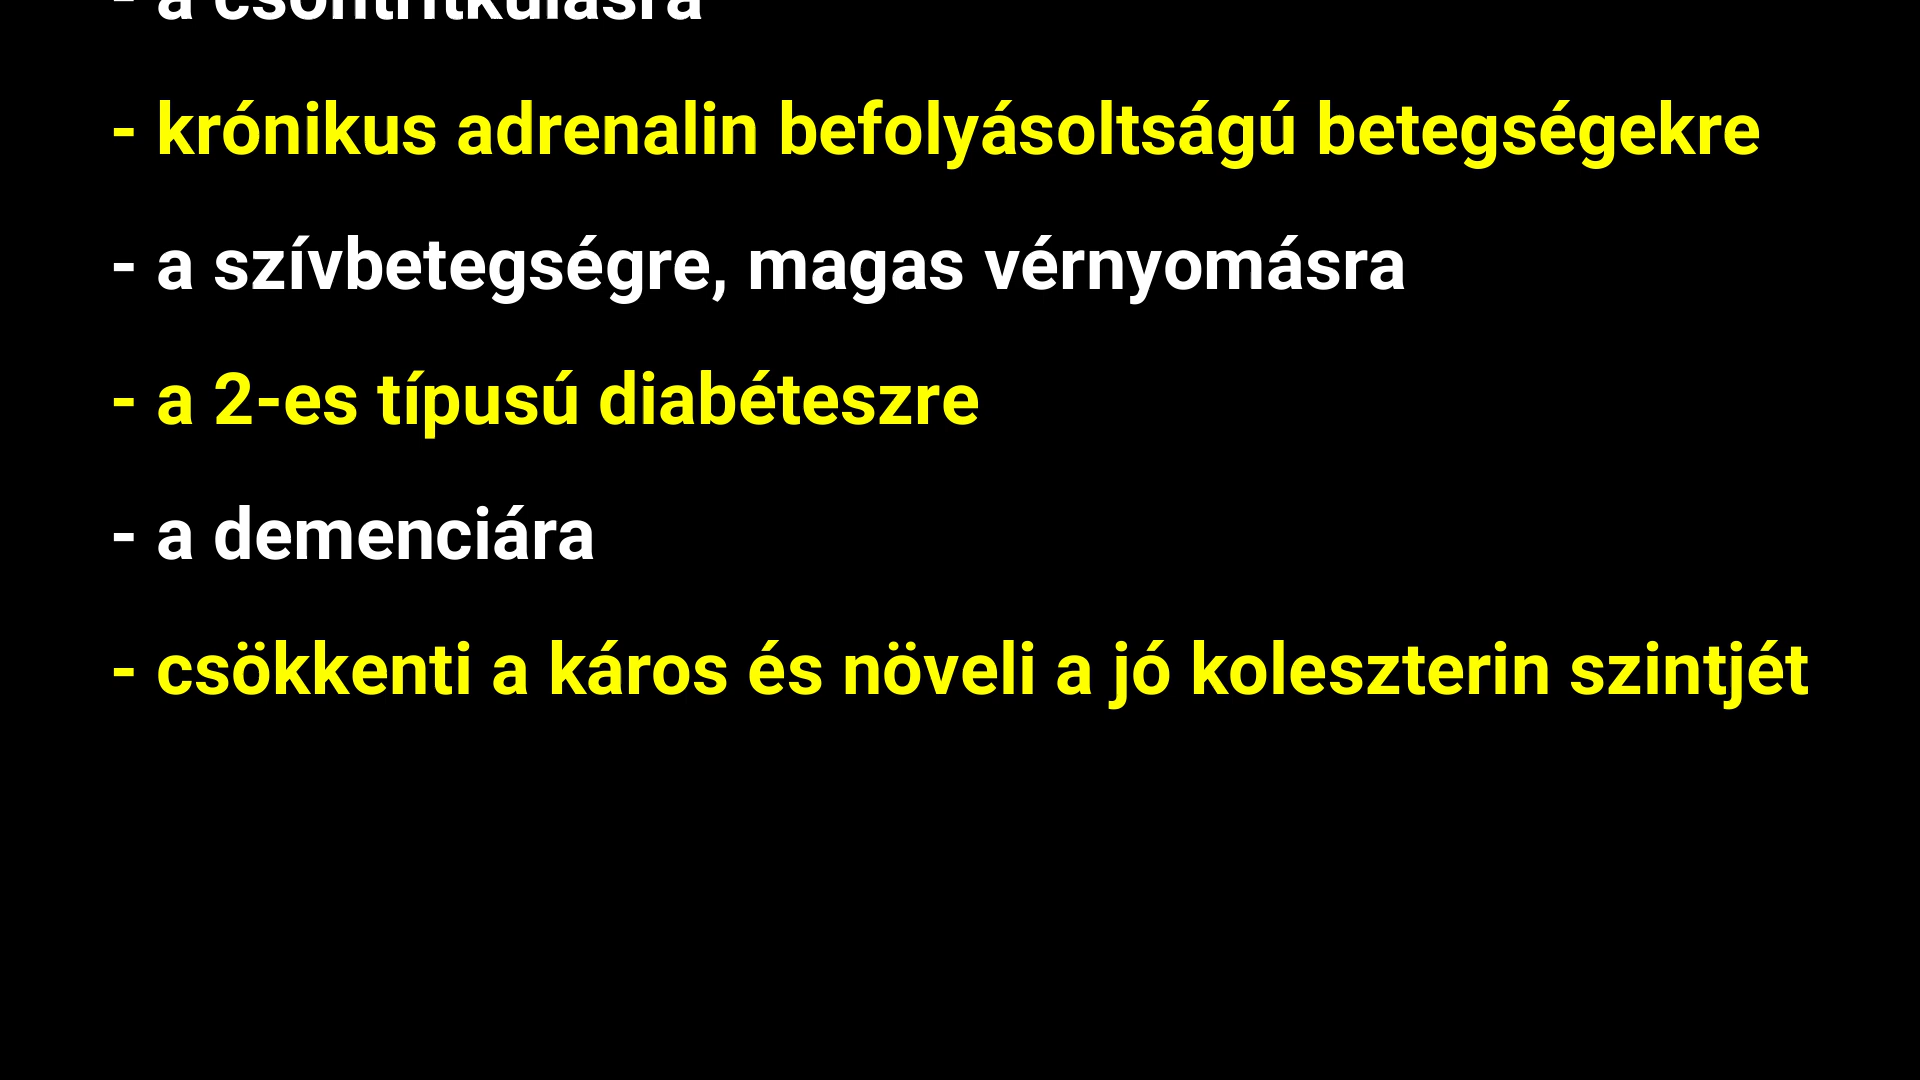 - a csontritkulásra
- krónikus adrenalin befolyásoltságú betegségekre
- a szívbetegségre, magas vérnyomásra
- a 2-es típusú diabéteszre
- a demenciára
- csökkenti a káros és növeli a jó koleszterin szintjét